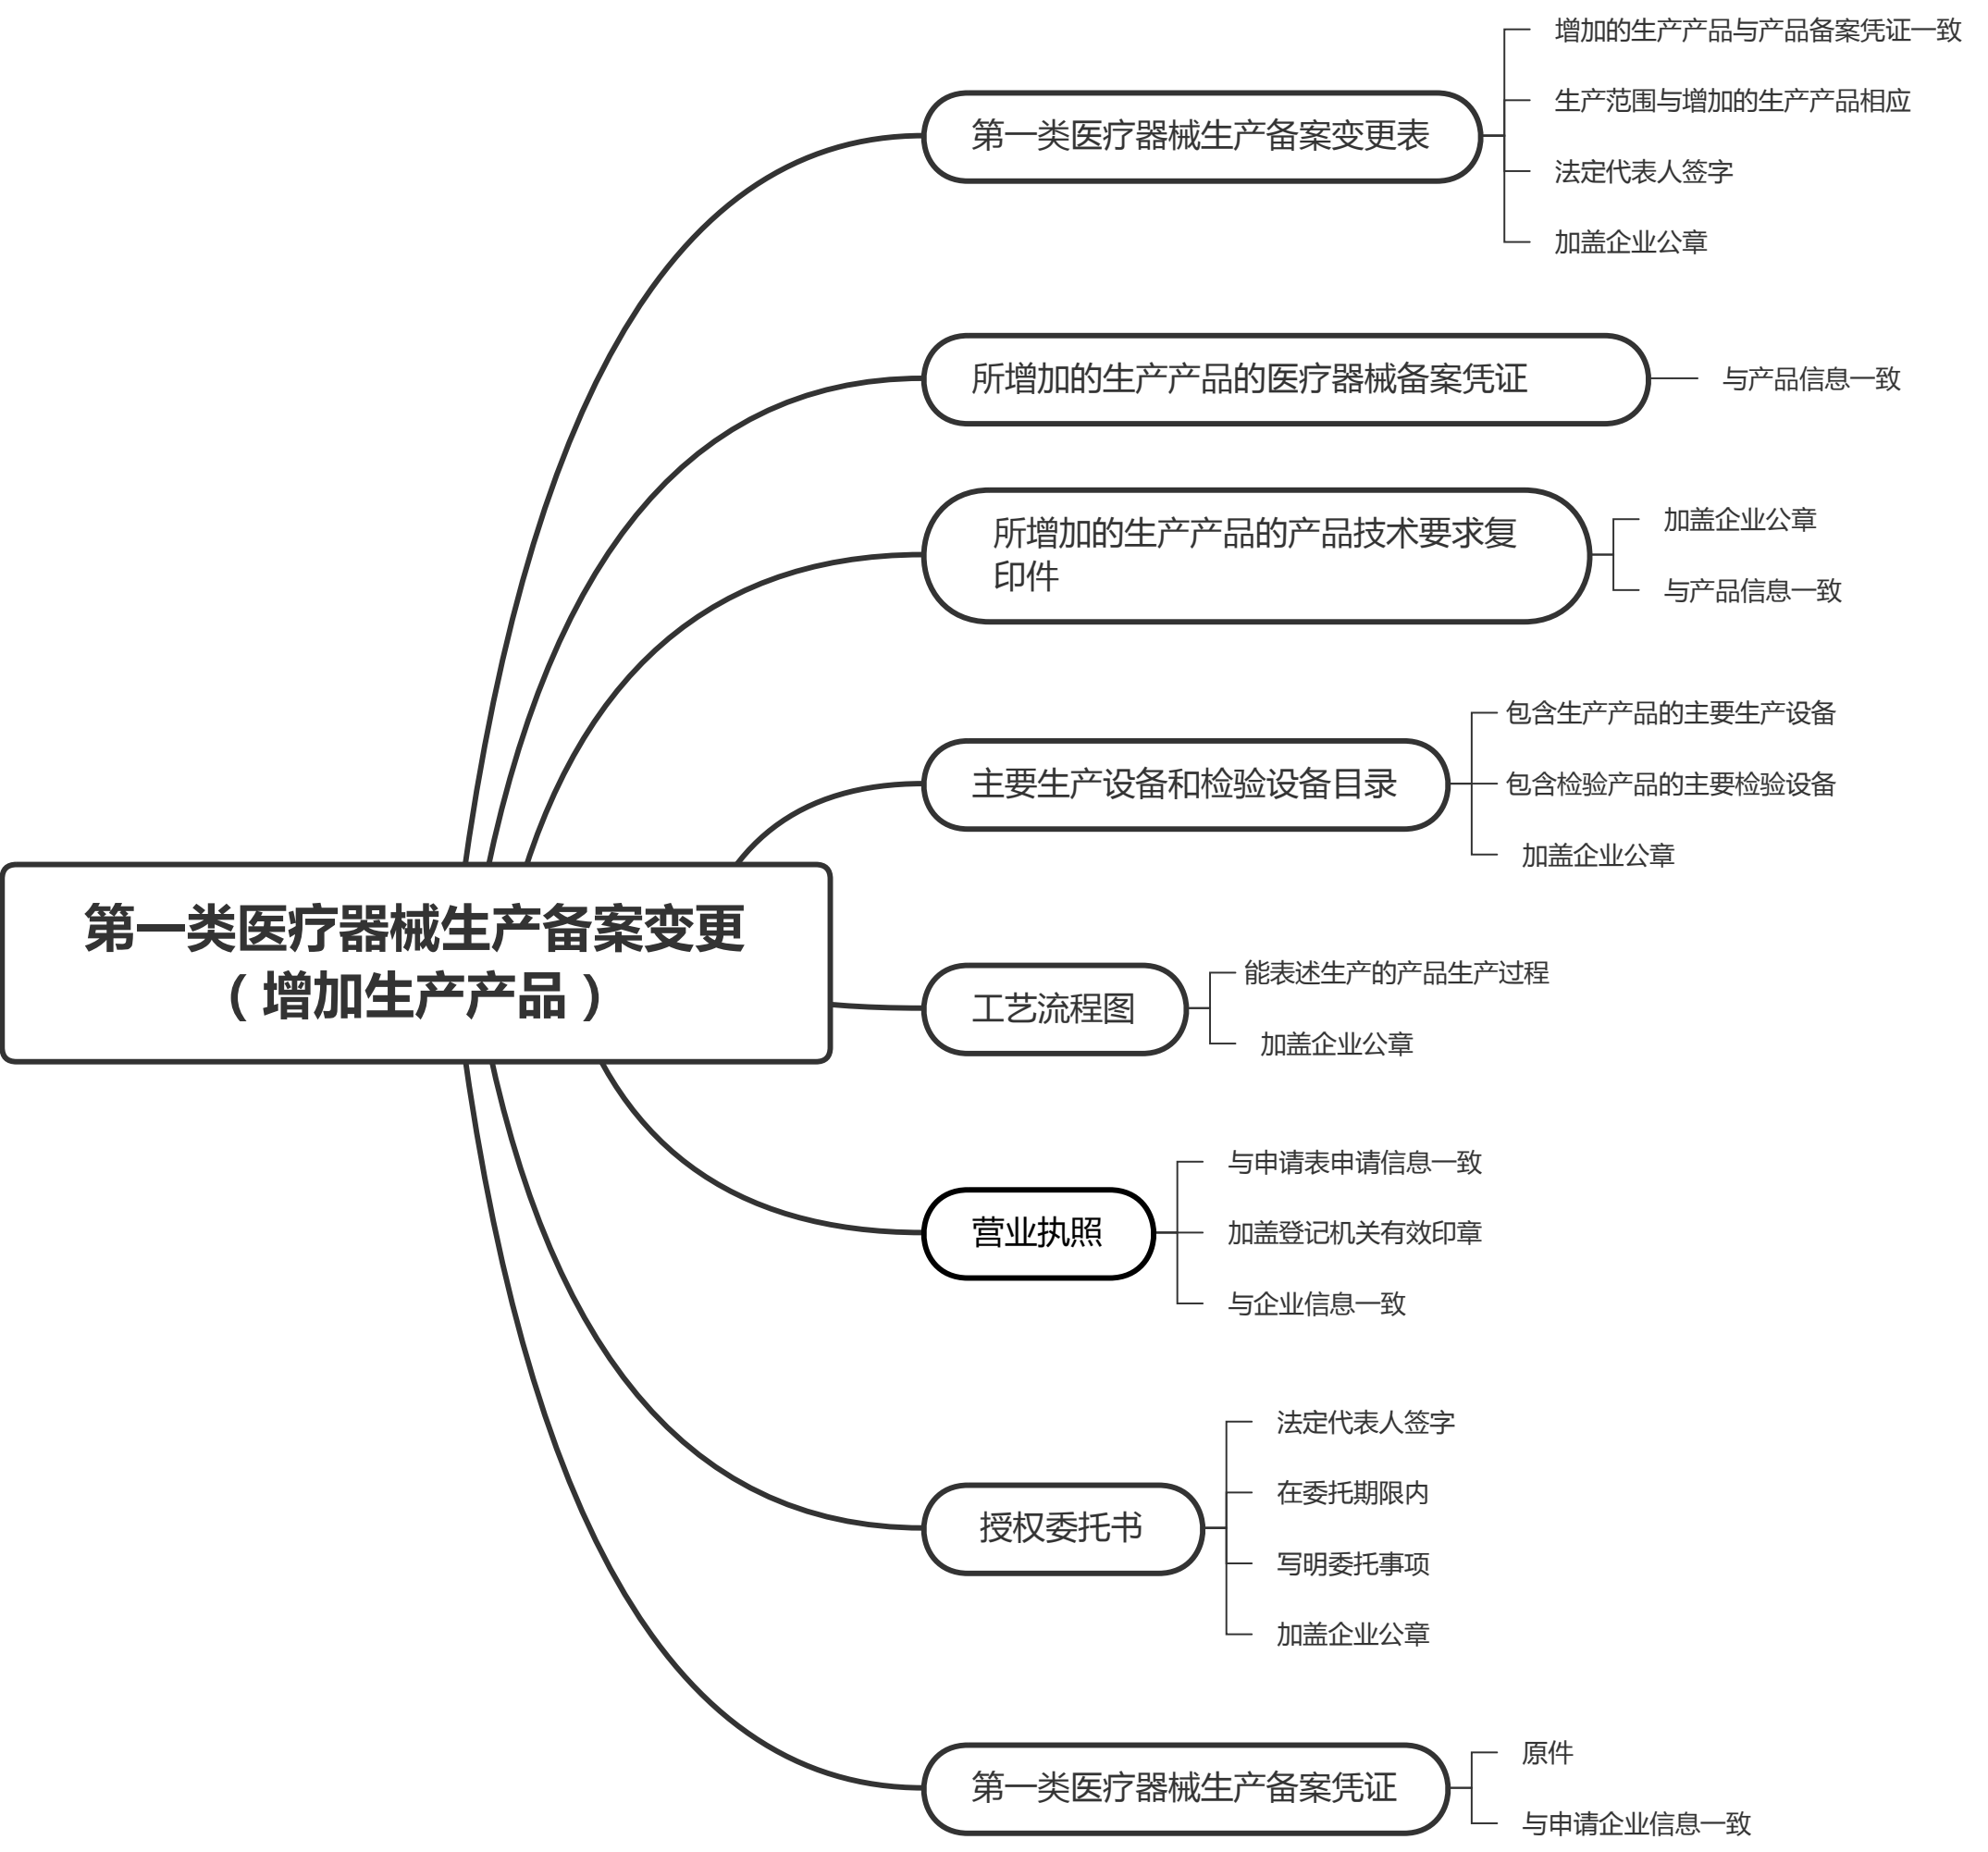 第一类医疗器械生产备案变更
（增加生产产品）
第一类医疗器械生产备案变更表
增加的生产产品与产品备案凭证一致
生产范围与增加的生产产品相应
法定代表人签字
加盖企业公章
所增加的生产产品的医疗器械备案凭证
与产品信息一致
所增加的生产产品的产品技术要求复
印件
加盖企业公章
与产品信息一致
主要生产设备和检验设备目录
包含生产产品的主要生产设备
包含检验产品的主要检验设备
加盖企业公章
工艺流程图
能表述生产的产品生产过程
加盖企业公章
营业执照
与申请表申请信息一致
加盖登记机关有效印章
与企业信息一致
授权委托书
法定代表人签字
在委托期限内
写明委托事项
加盖企业公章
第一类医疗器械生产备案凭证
原件
与申请企业信息一致